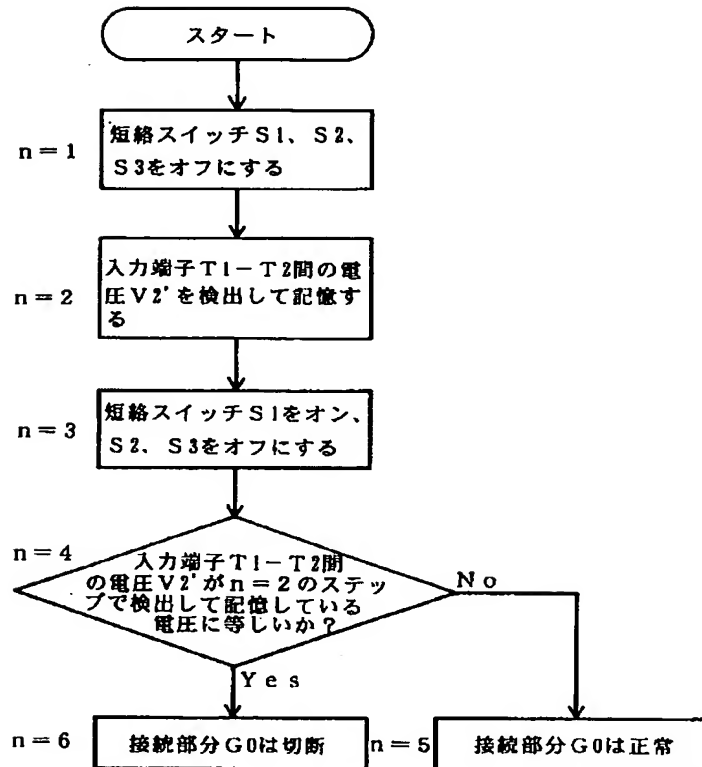 スタート
n=1
短絡スイッチS1、S2、
S3をオフにする
n=2
入力端子T1-T2間の電
圧V2'を検出して記憶す
る
n=3
短絡スイッチS1をオン、
S2、S3をオフにする
n=4
入力端子T1-T2間
の電圧V2'がn=2のステッ
プで検出して記憶している
電圧に等しいか?
No
Yes
n=6
接続部分G0は切断
n=5
接続部分G0は正常